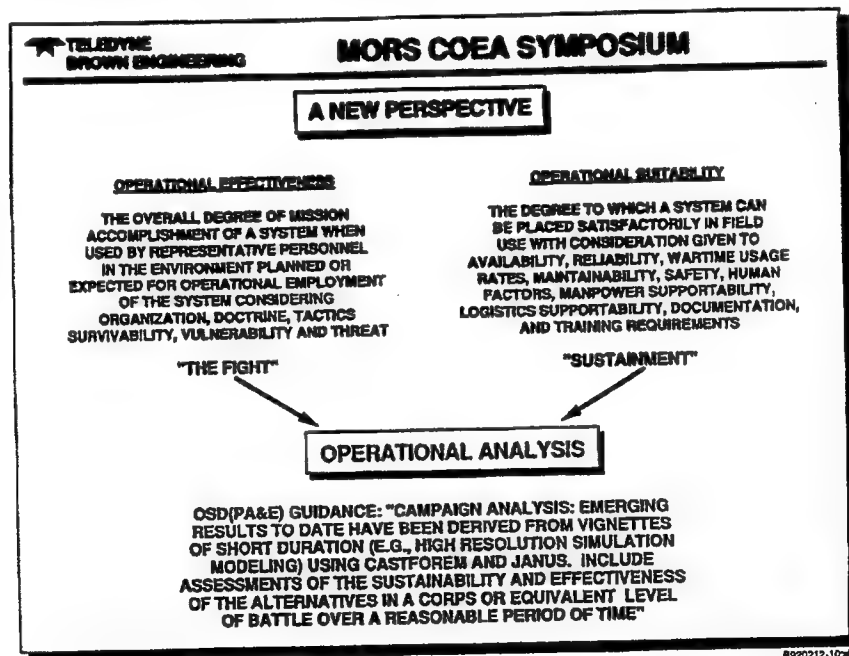 TELEDYNE
BROWN ENGINEERING
MORS COEA SYMPOSIUM
A NEW PERSPECTIVE
OPERATIONAL EFFECTIVENESS
THE OVERALL DEGREE OF MISSION
ACCOMPLISHMENT OF A SYSTEM WHEN
USED BY REPRESENTATIVE PERSONNEL
IN THE ENVIRONMENT PLANNED OR
EXPECTED FOR OPERATIONAL EMPLOYMENT
OF THE SYSTEM CONSIDERING
ORGANIZATION, DOCTRINE, TACTICS
SURVIVABILITY, VULNERABILITY AND THREAT
"THE FIGHT"
OPERATIONAL SUITABILITY
THE DEGREE TO WHICH A SYSTEM CAN
BE PLACED SATISFACTORILY IN FIELD
USE WITH CONSIDERATION GIVEN TO
AVAILABILITY, RELIABILITY, WARTIME USAGE
RATES, MAINTAINABILITY, SAFETY, HUMAN
FACTORS, MANPOWER SUPPORTABILITY,
LOGISTICS SUPPORTABILITY, DOCUMENTATION,
AND TRAINING REQUIREMENTS
"SUSTAINMENT"
OPERATIONAL ANALYSIS
OSD(PA&E) GUIDANCE: "CAMPAIGN ANALYSIS: EMERGING
RESULTS TO DATE HAVE BEEN DERIVED FROM VIGNETTES
OF SHORT DURATION (E.G., HIGH RESOLUTION SIMULATION
MODELING) USING CASTFOREM AND JANUS. INCLUDE
ASSESSMENTS OF THE SUSTAINABILITY AND EFFECTIVENESS
OF THE ALTERNATIVES IN A CORPS OR EQUIVALENT LEVEL
OF BATTLE OVER A REASONABLE PERIOD OF TIME"